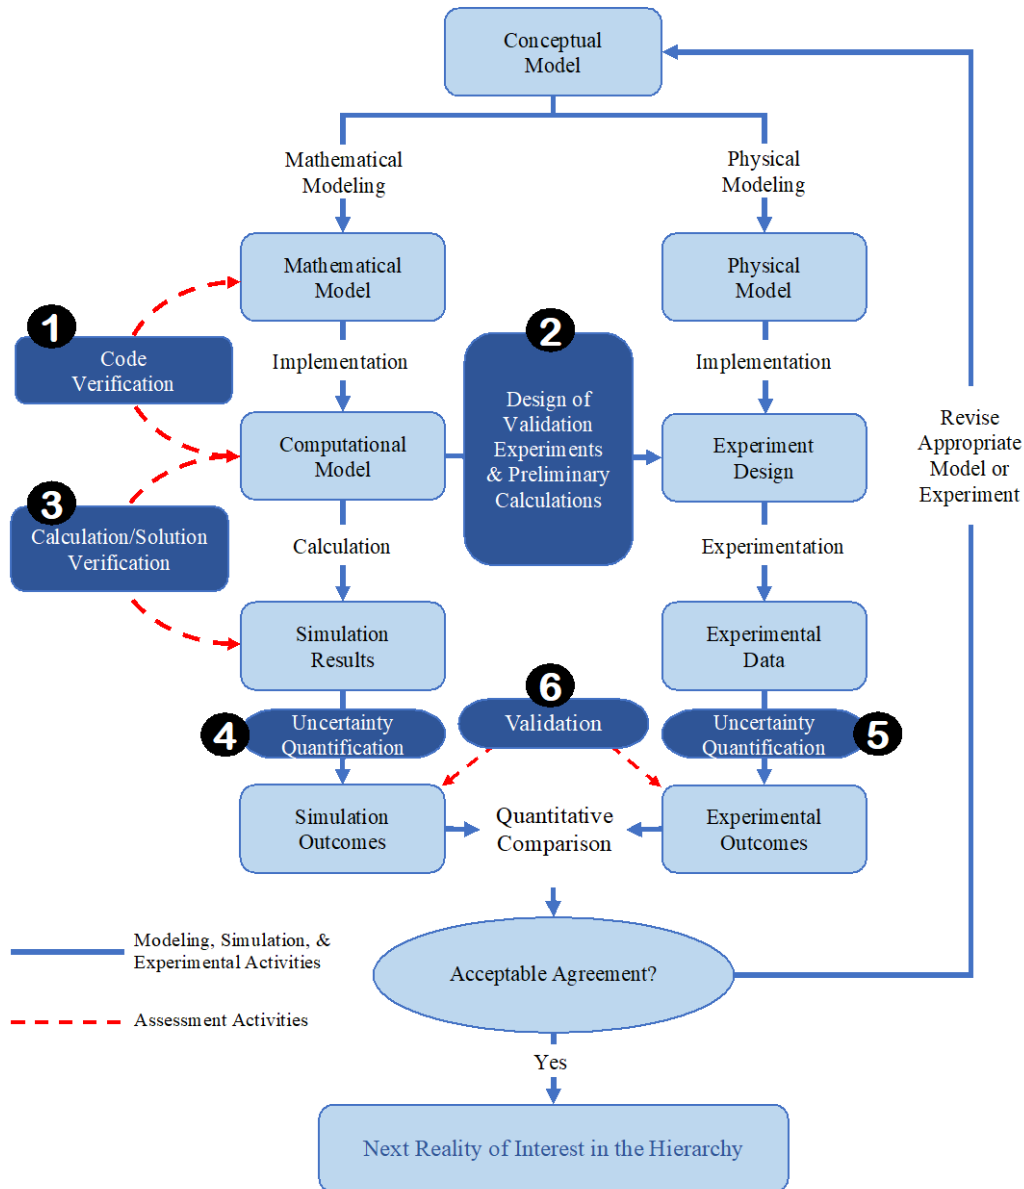 Conceptual
Model
Mathematical
Modeling
Physical
Modeling
Mathematical
Model
Physical
Model
1
Code
Verification
Implementation
2
Design of
Validation
Experiments
& Preliminary
Calculations
Implementation
Computational
Model
Experiment
Design
Revise
Appropriate
Model or
Experiment
3
Calculation/Solution
Verification
Calculation
Experimentation
Simulation
Results
Experimental
Data
4
Uncertainty
Quantification
6
Validation
Uncertainty
Quantification
5
Simulation
Outcomes
Quantitative
Comparison
Experimental
Outcomes
Modeling, Simulation, &
Experimental Activities
Assessment Activities
Acceptable Agreement?
Yes
Next Reality of Interest in the Hierarchy